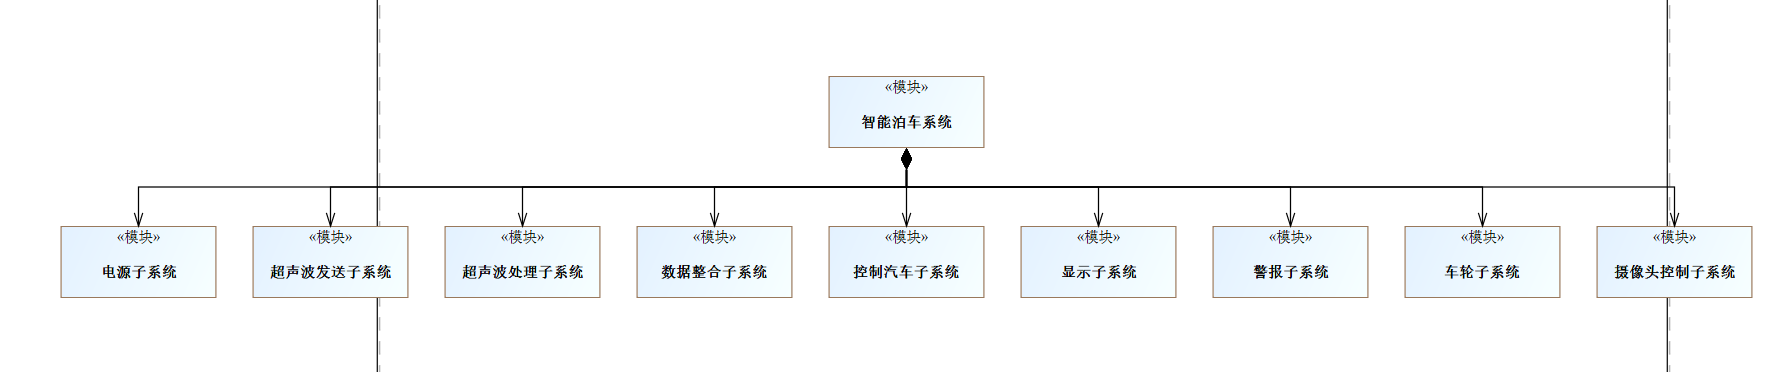 «模块»
智能泊车系统
«模块»
电源子系统
«模块»
超声波发送子系统
«模块»
超声波处理子系统
«模块»
数据整合子系统
«模块»
控制汽车子系统
«模块»
显示子系统
«模块»
警报子系统
«模块»
车轮子系统
«模块»
摄像头控制子系统